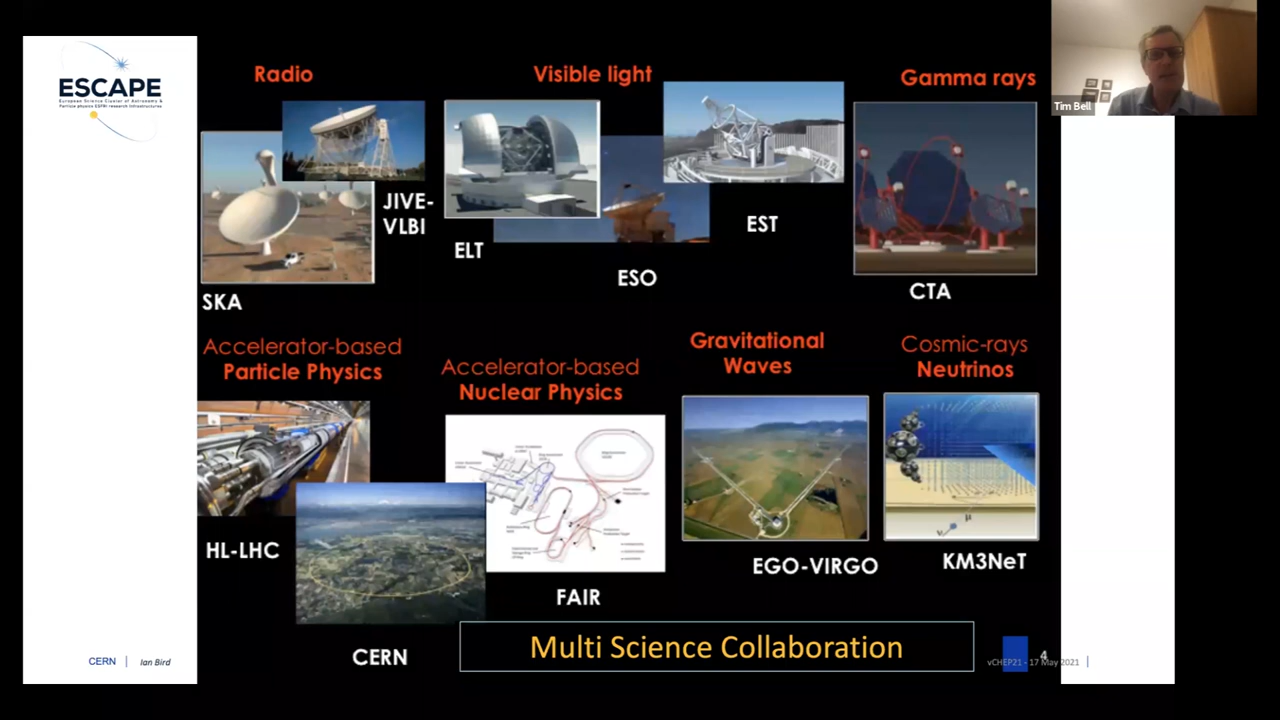 ESCAPE
European Science Cluster of Astronomy &
Particle physics ESFRI research Infrastructures
Radio
Visible light
Gamma rays
Tim Bell
JIVE-
VLBI
ELT
EST
ESO
SKA
CTA
Accelerator-based
Particle Physics
Accelerator-based
Nuclear Physics
Gravitational
Waves
Cosmic-rays
Neutrinos
HL-LHC
EGO-VIRGO
KM3NeT
FAIR
CERN
Multi Science Collaboration
CERN | Ian Bird
vCHEP21 - 17 May 2021 |
4